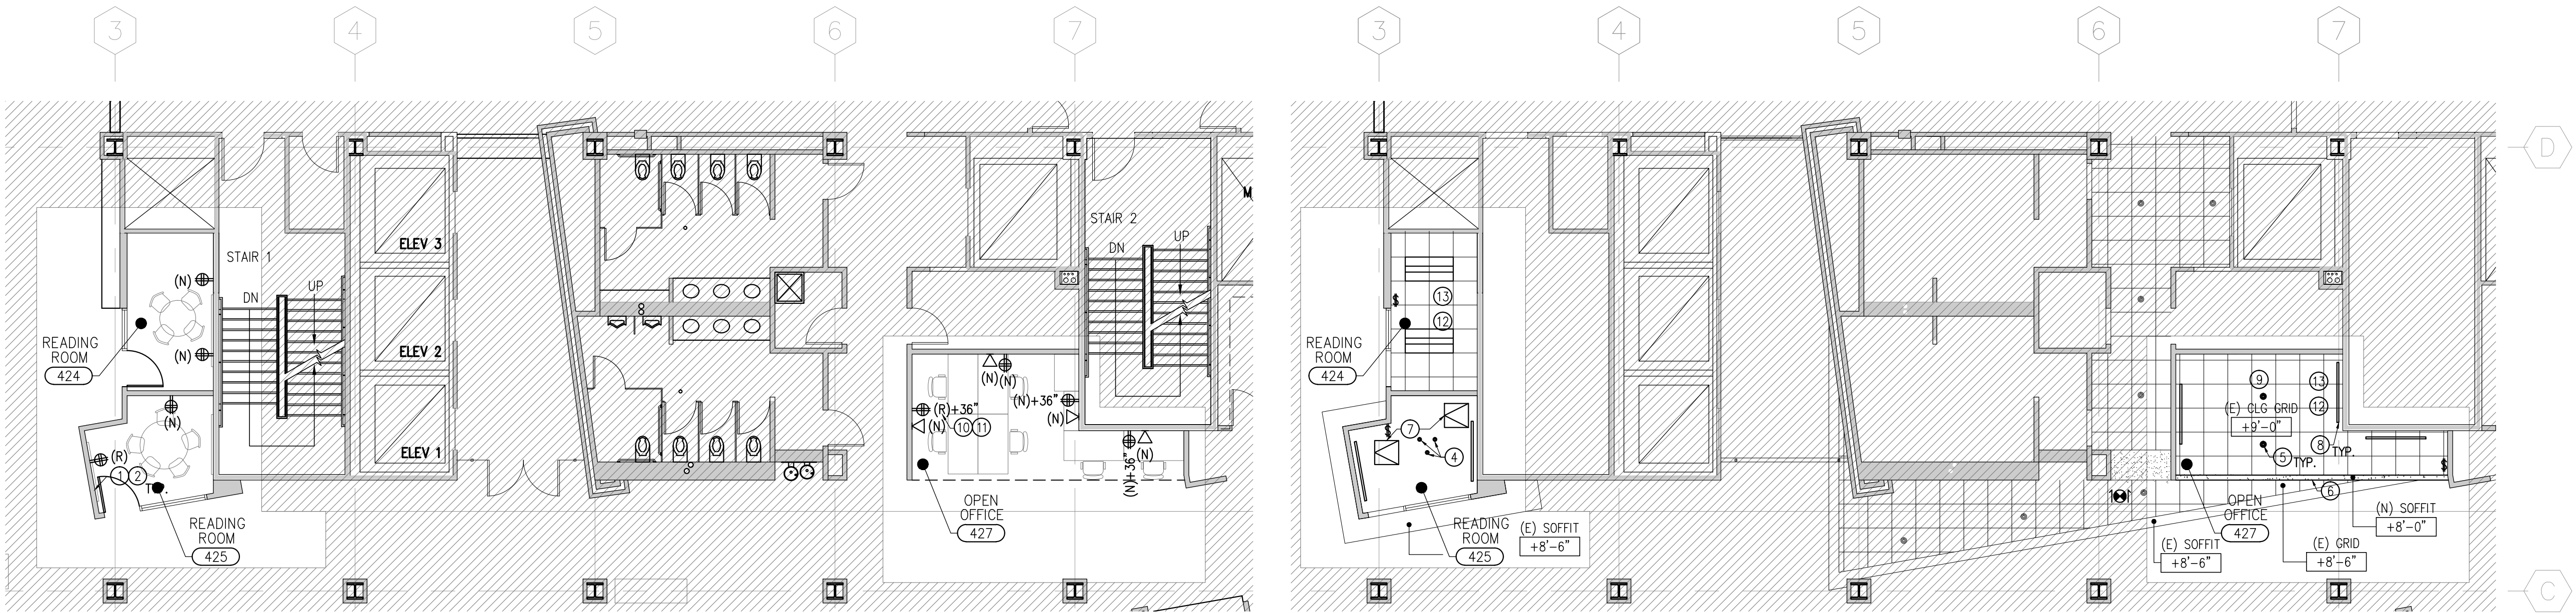 3 4 5 6 7
STAIR 1
DN
UP
ELEV 3
ELEV 2
ELEV 1
(N)
(N)
READING
ROOM
424
(N)
(R)
1 2
READING
ROOM
425
STAIR 2
DN
UP
M
(N) (N)
(R)+36"
(N)
10 11
(N)+36"
(N)
(N)
(N)+36"
OPEN
OFFICE
427
3 4 5 6 7
D
C
13
12
$
READING
ROOM
424
7
$
4
READING
ROOM
425
(E) SOFFIT
+8'-6"
9
13
12
(E) CLG GRID
+9'-0"
8 TYP.
5 TYP.
6
$
OPEN
OFFICE
427
(N) SOFFIT
+8'-0"
(E) GRID
+8'-6"
(E) SOFFIT
+8'-6"